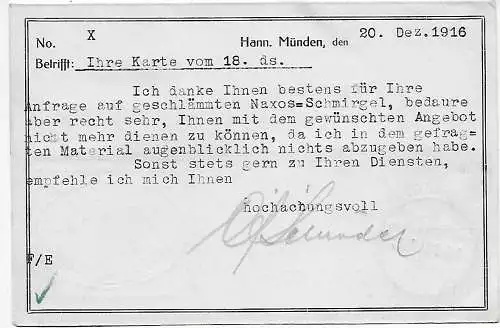 No. X Hann. Münden, den 20. Dez. 1916
Betrifft: Ihre Karte vom 18. ds.
Ich danke Ihnen bestens für Ihre
Anfrage auf geschlämmten Naxos=Schmirgel, bedaure
aber recht sehr, Ihnen mit dem gewünschten Angebot
nicht mehr dienen zu können, da ich in dem gefrag=
ten Material augenblicklich nichts abzugeben habe.
Sonst stets gern zu Ihren Diensten,
empfehle ich mich Ihnen
hochachungsvoll
F/E